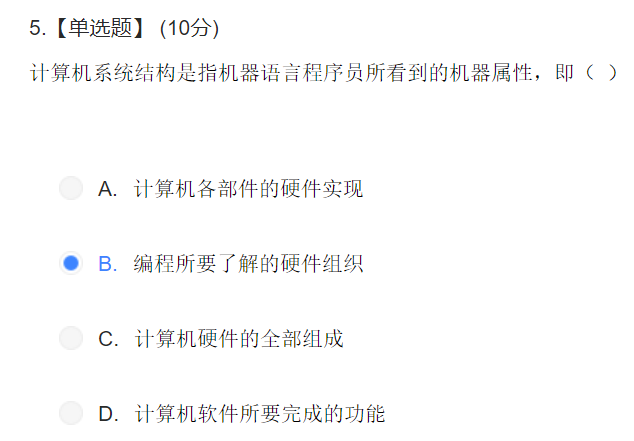 5.【单选题】 (10分)
计算机系统结构是指机器语言程序员所看到的机器属性，即（ ）
A. 计算机各部件的硬件实现
B. 编程所要了解的硬件组织
C. 计算机硬件的全部组成
D. 计算机软件所要完成的功能